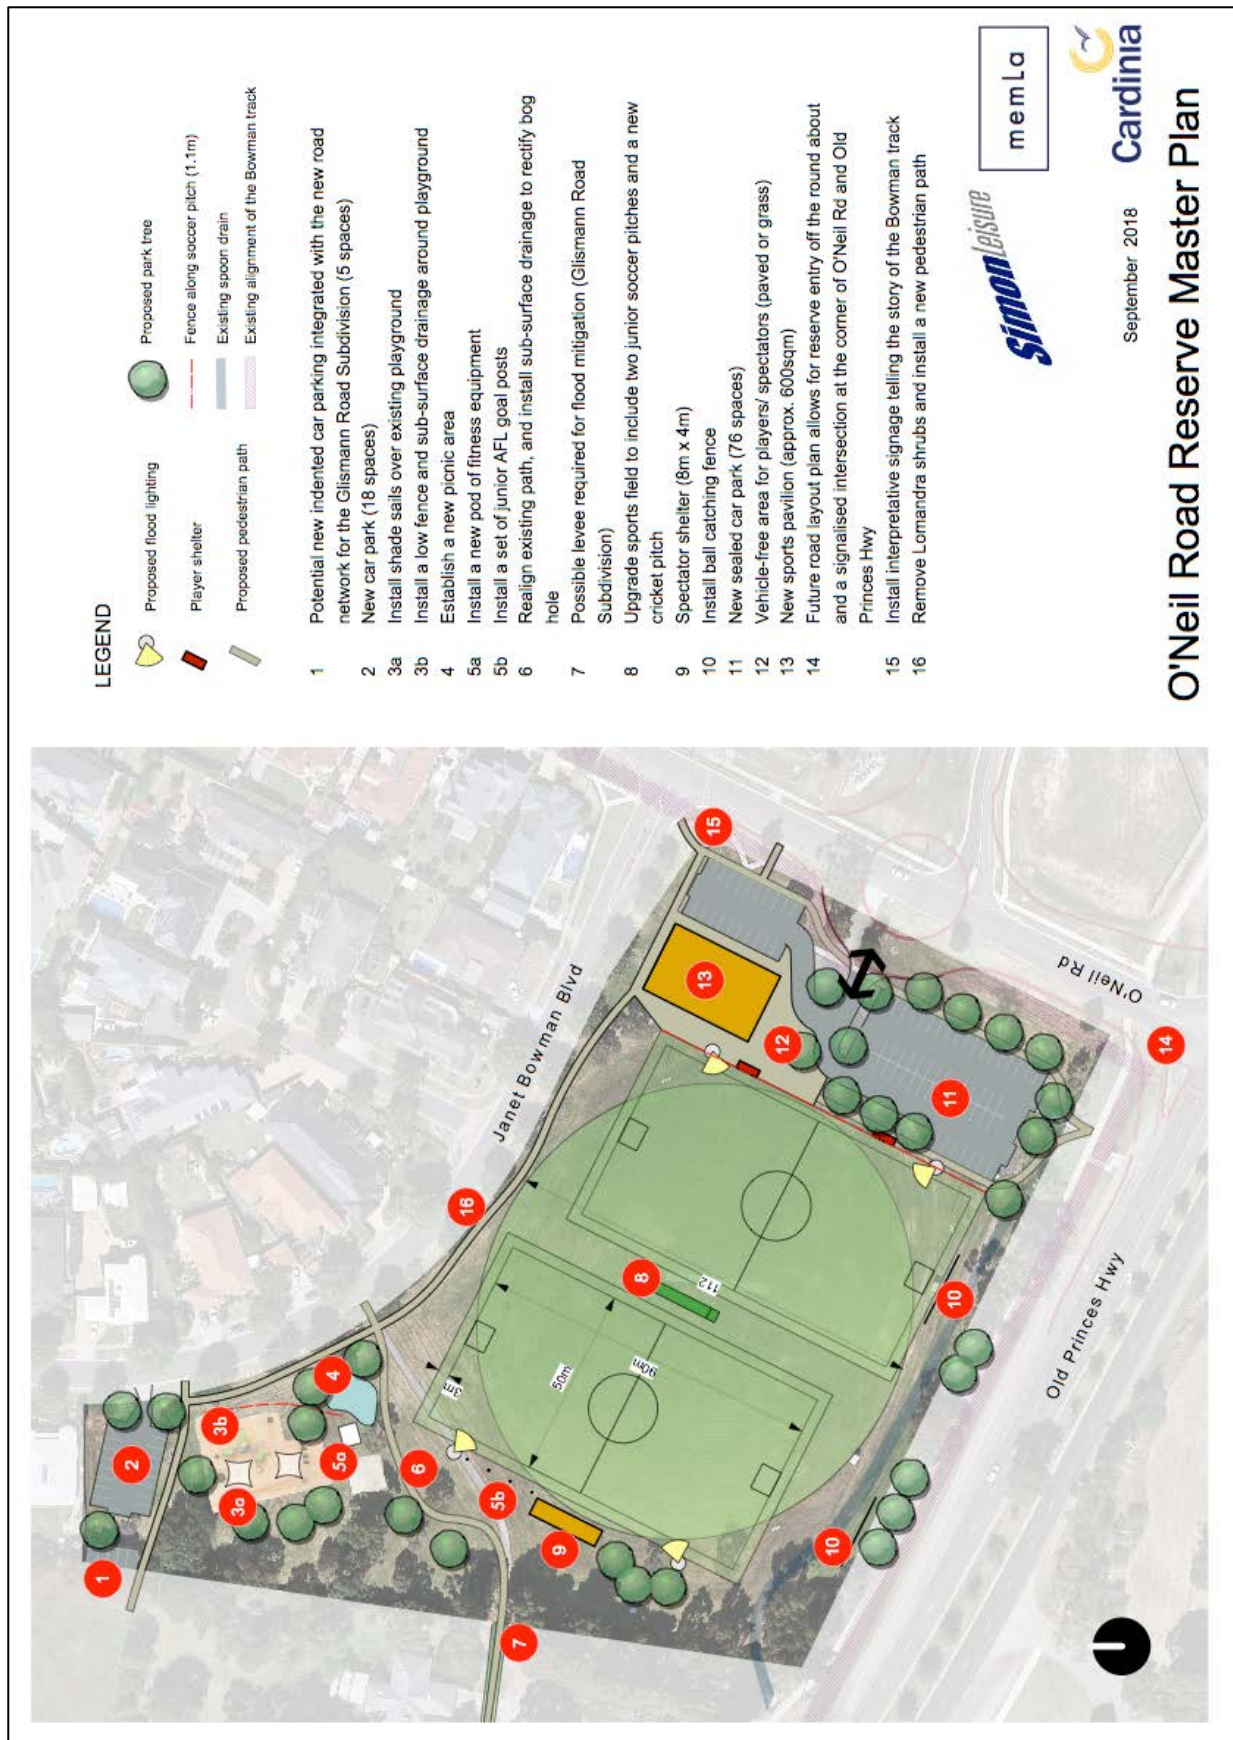 LEGEND
Proposed flood lighting
Player shelter
Proposed pedestrian path
Proposed park tree
Fence along soccer pitch (1.1m)
Existing spoon drain
Existing alignment of the Bowman track
1 Potential new indented car parking integrated with the new road
network for the Glismann Road Subdivision (5 spaces)
2 New car park (18 spaces)
3a Install shade sails over existing playground
3b Install a low fence and sub-surface drainage around playground
4 Establish a new picnic area
5a Install a new pod of fitness equipment
5b Install a set of junior AFL goal posts
6 Realign existing path, and install sub-surface drainage to rectify bog
hole
7 Possible levee required for flood mitigation (Glismann Road
Subdivision)
8 Upgrade sports field to include two junior soccer pitches and a new
cricket pitch
9 Spectator shelter (8m x 4m)
10 Install ball catching fence
11 New sealed car park (76 spaces)
12 Vehicle-free area for players/ spectators (paved or grass)
13 New sports pavilion (approx. 600sqm)
14 Future road layout plan allows for reserve entry off the round about
and a signalised intersection at the corner of O'Neil Rd and Old
Princes Hwy
15 Install interpretative signage telling the story of the Bowman track
16 Remove Lomandra shrubs and install a new pedestrian path
SimonLeisure
memLa
September 2018
Cardinia
O'Neil Road Reserve Master Plan
1
2
3a
3b
4
5a
5b
6
7
8
9
10
10
11
12
13
14
15
16
Janet Bowman Blvd
O'Neil Rd
Old Princes Hwy
3m
50m
90m
112